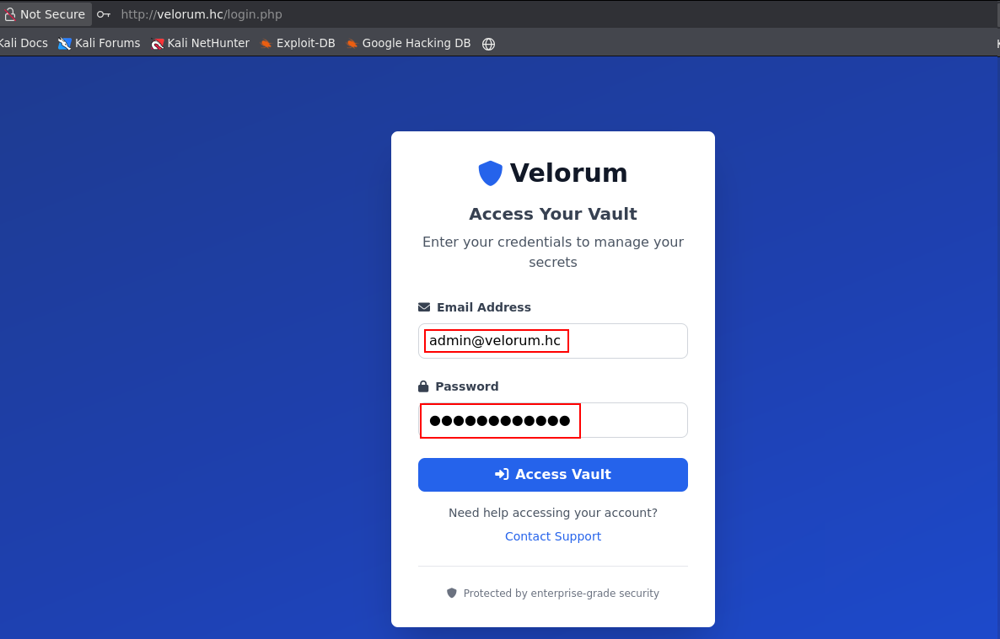 Not Secure http://velorum.hc/login.php
Kali Docs Kali Forums Kali NetHunter Exploit-DB Google Hacking DB
Velorum
Access Your Vault
Enter your credentials to manage your
secrets
Email Address
admin@velorum.hc
Password
●●●●●●●●●●●●
Access Vault
Need help accessing your account?
Contact Support
Protected by enterprise-grade security